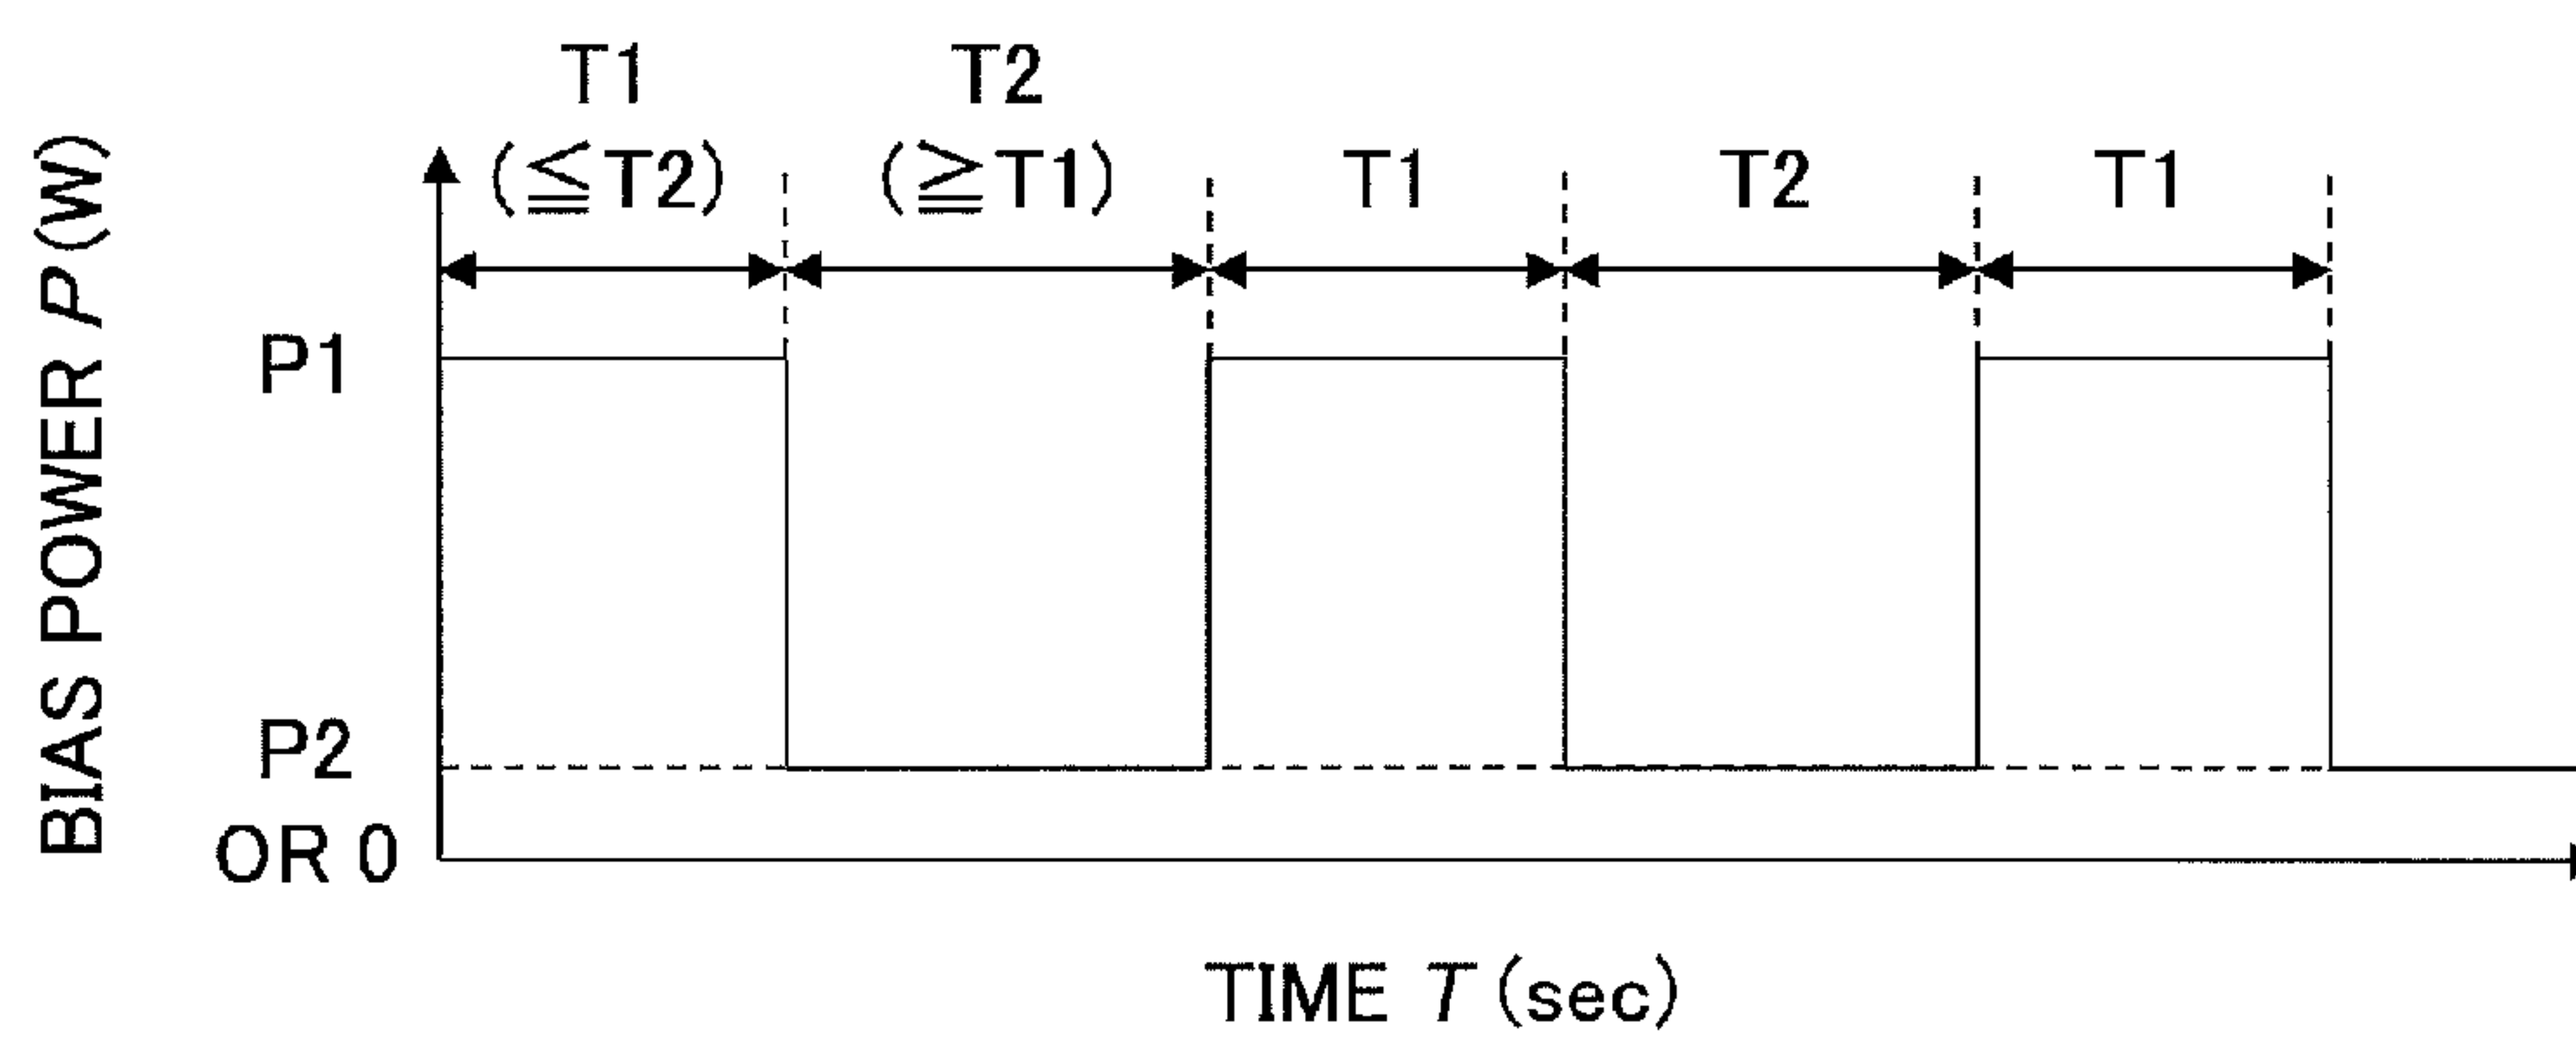 T1
(≦T2)
T2
(≧T1)
T1
T2
T1
BIAS POWER P(W)
P1
P2
OR 0
TIME T(sec)